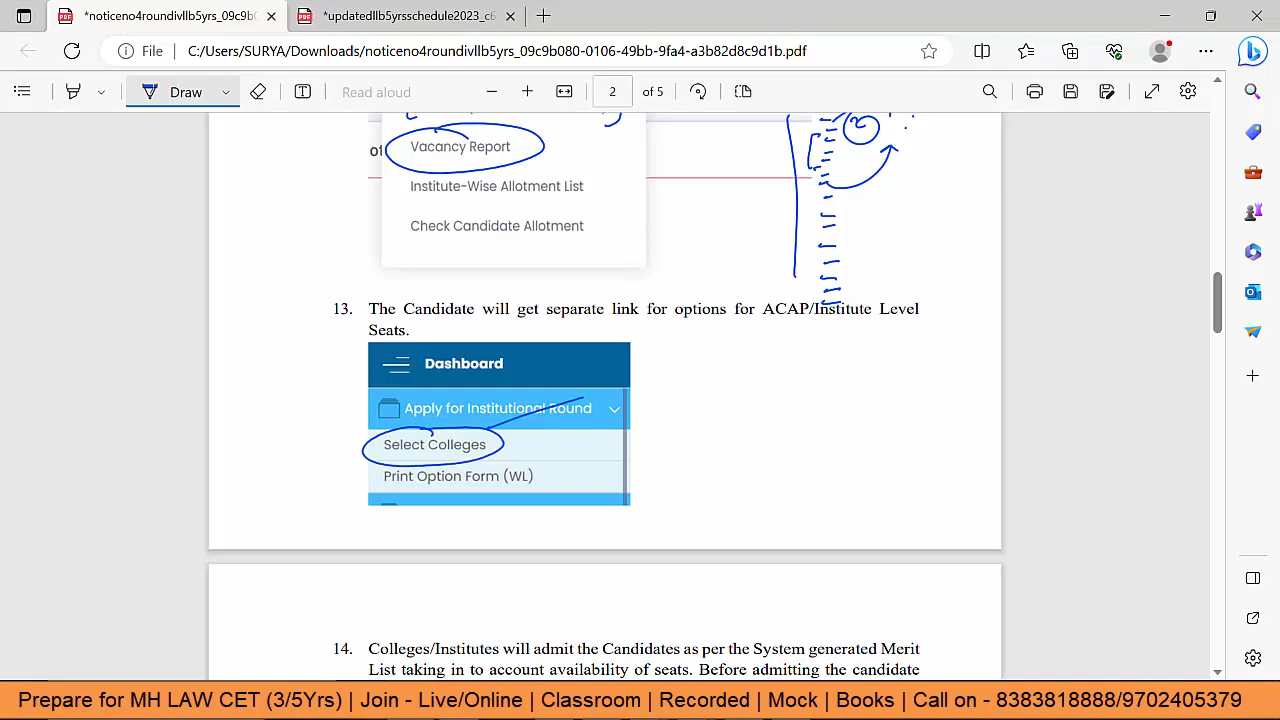 *noticeno4roundivllb5yrs_09c9b0
*updatedllb5yrsschedule2023_c6
File
C:/Users/SURYA/Downloads/noticeno4roundivllb5yrs_09c9b080-0106-49bb-9fa4-a3b82d8c9d1b.pdf
Draw
Read aloud
2
of 5
Vacancy Report
Institute-Wise Allotment List
Check Candidate Allotment
13. The Candidate will get separate link for options for ACAP/Institute Level
Seats.
Dashboard
Apply for Institutional Round
Select Colleges
Print Option Form (WL)
14. Colleges/Institutes will admit the Candidates as per the System generated Merit
List taking in to account availability of seats. Before admitting the candidate
Prepare for MH LAW CET (3/5Yrs) | Join - Live/Online | Classroom | Recorded | Mock | Books | Call on - 8383818888/9702405379